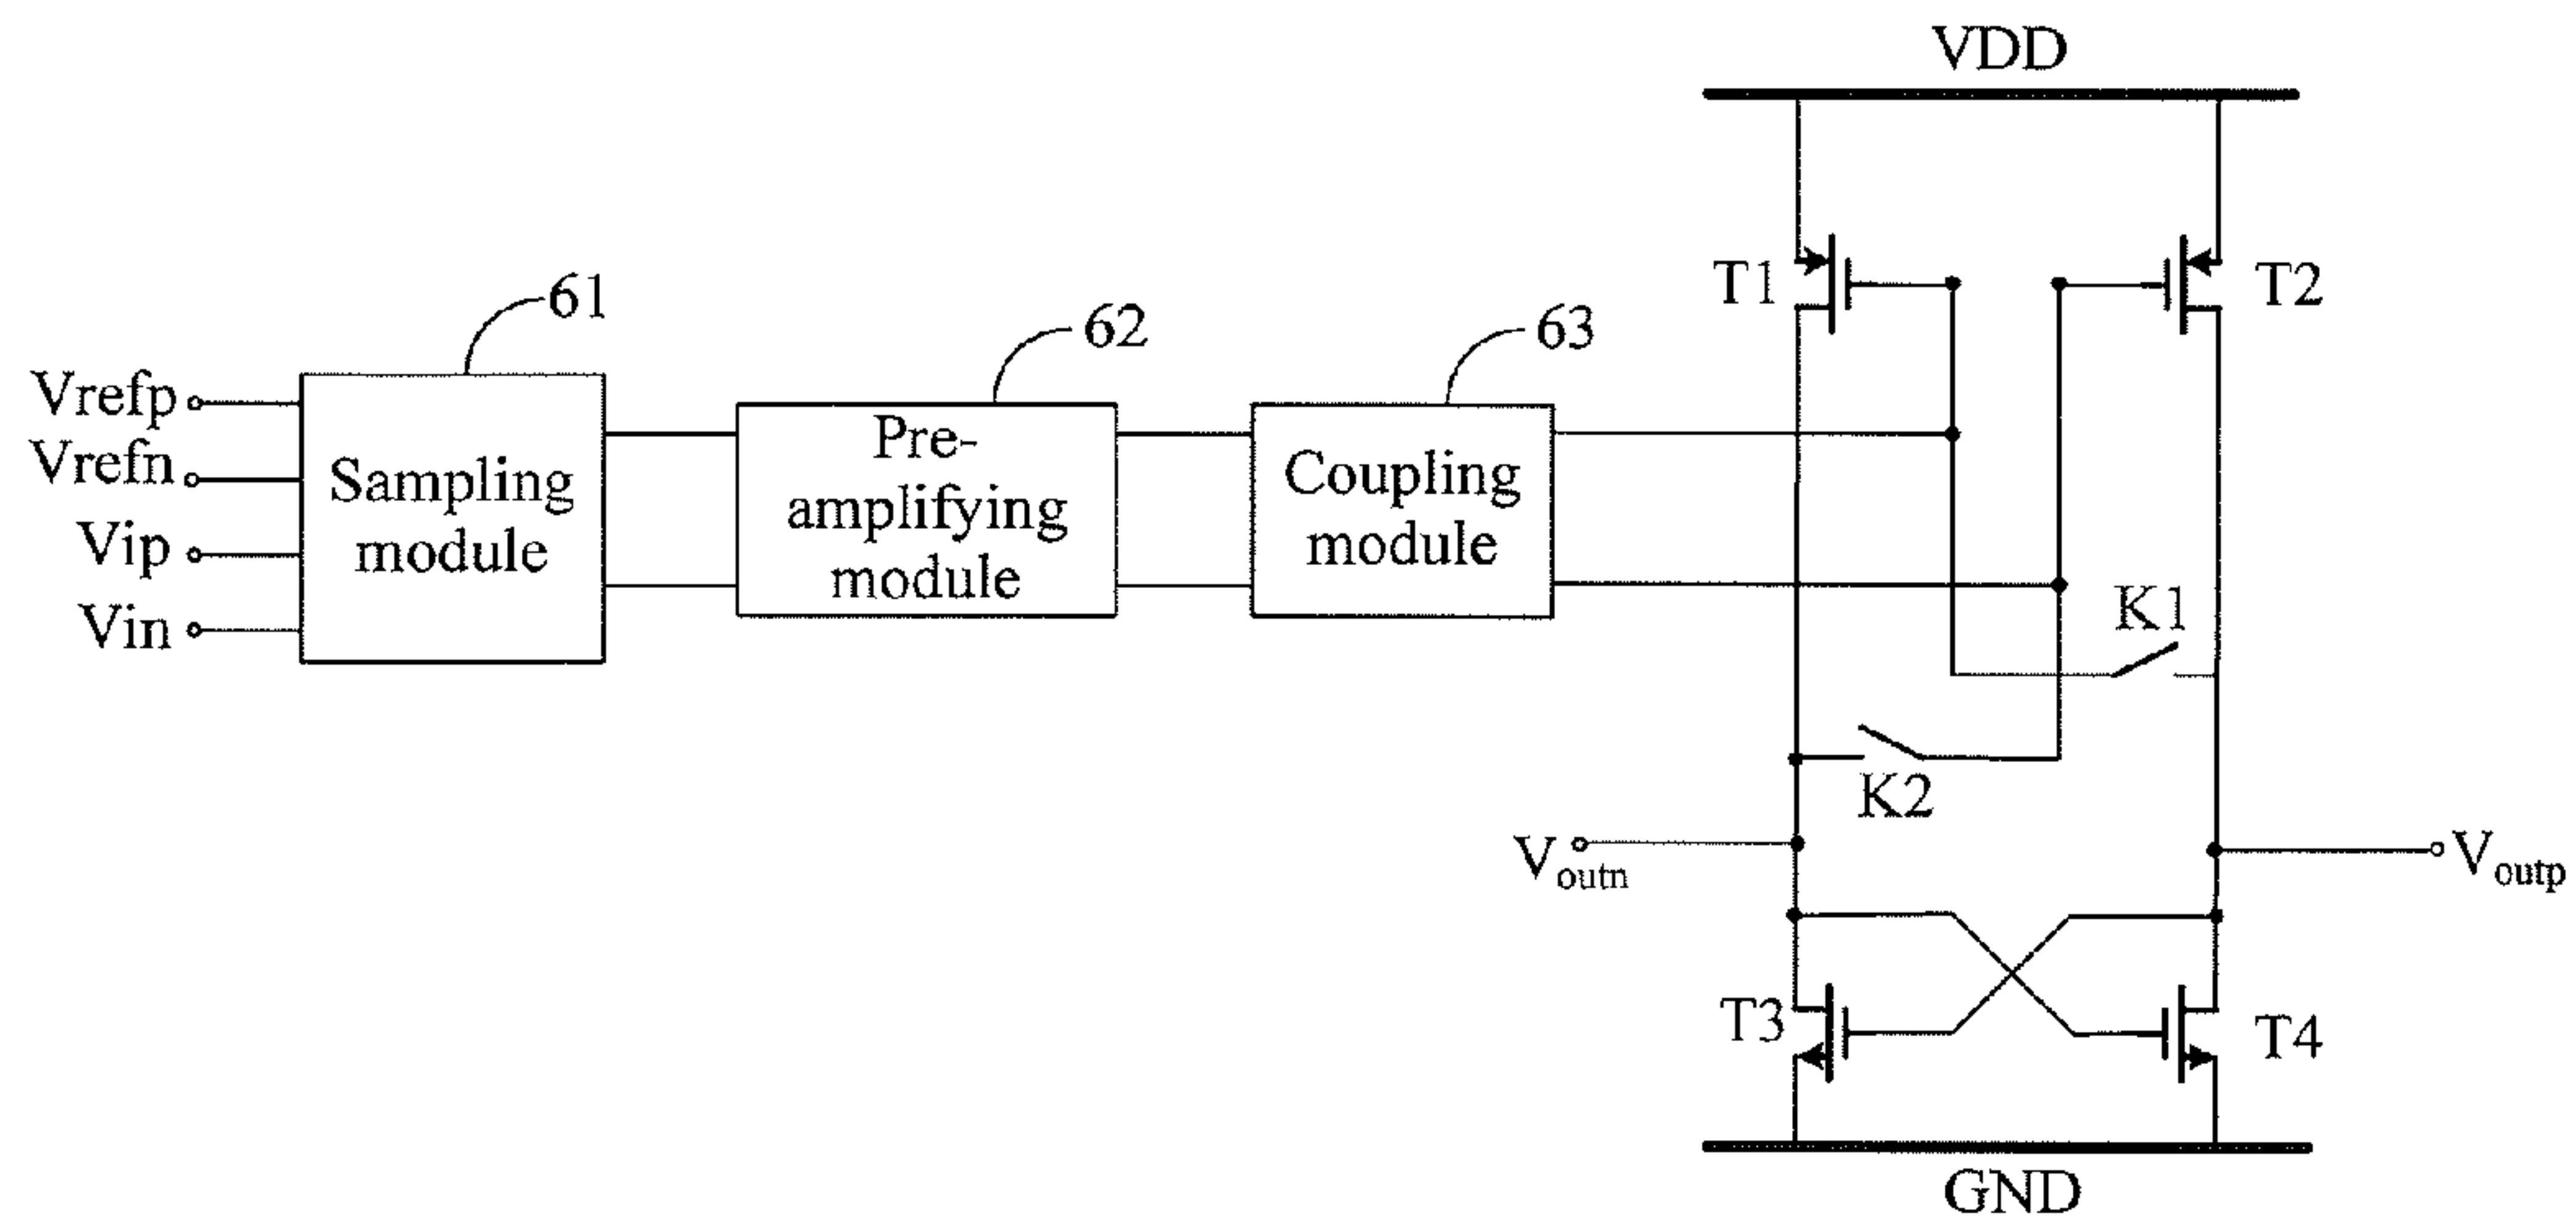 VDD
T1
T2
61
62
63
Vrefp
Vrefn
Vip
Vin
Sampling
module
Pre-
amplifying
module
Coupling
module
K1
K2
Voutn
Voutp
T3
T4
GND